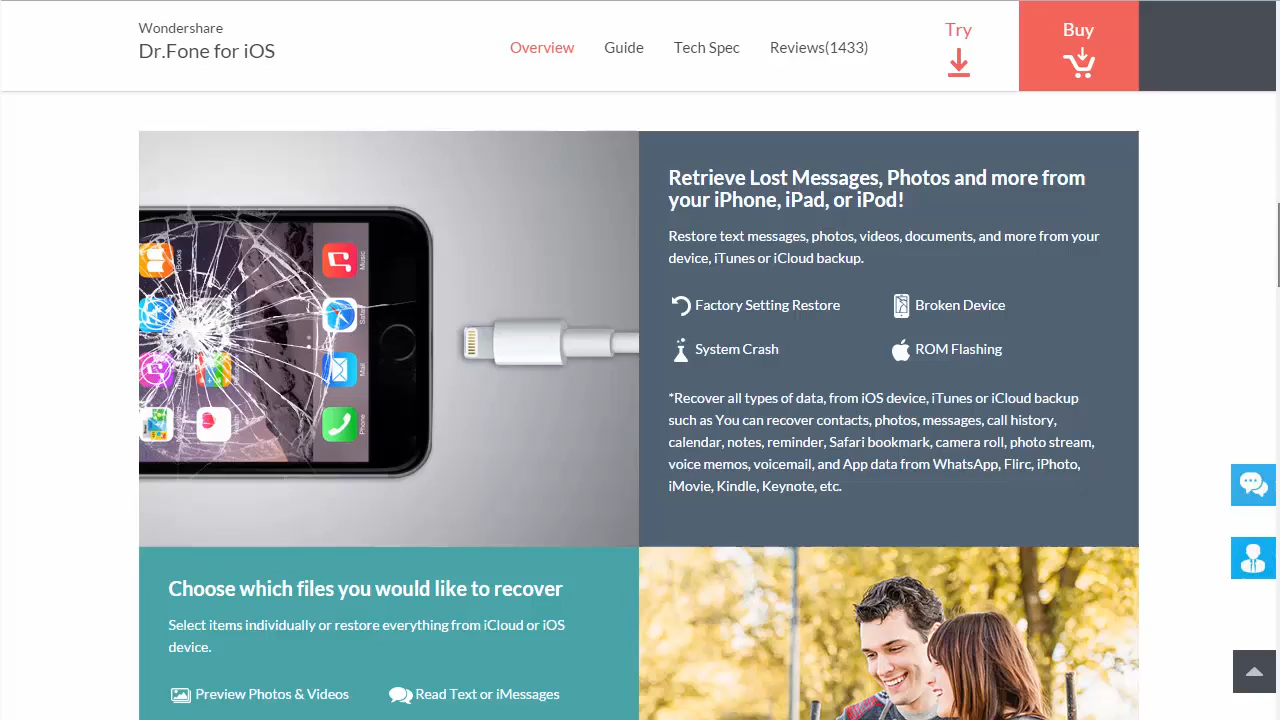 Wondershare
Dr.Fone for iOS
Overview
Guide
Tech Spec
Reviews(1433)
Try
Buy
Retrieve Lost Messages, Photos and more from
your iPhone, iPad, or iPod!
Restore text messages, photos, videos, documents, and more from your
device, iTunes or iCloud backup.
Factory Setting Restore
Broken Device
System Crash
ROM Flashing
*Recover all types of data, from iOS device, iTunes or iCloud backup
such as You can recover contacts, photos, messages, call history,
calendar, notes, reminder, Safari bookmark, camera roll, photo stream,
voice memos, voicemail, and App data from WhatsApp, Flirc, iPhoto,
iMovie, Kindle, Keynote, etc.
iBooks
Music
Safari
Mail
Phone
Choose which files you would like to recover
Select items individually or restore everything from iCloud or iOS
device.
Preview Photos & Videos
Read Text or iMessages